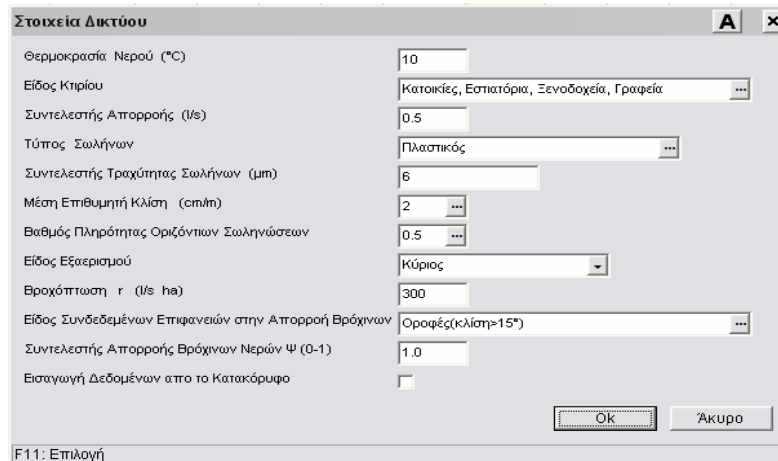 Στοιχεία Δικτύου A
Θερμοκρασία Νερού (°C) 10
Είδος Κτιρίου Κατοικίες, Εστιατόρια, Ξενοδοχεία, Γραφεία ...
Συντελεστής Απορροής (l/s) 0.5
Τύπος Σωλήνων Πλαστικός ...
Συντελεστής Τραχύτητας Σωλήνων (μm) 6
Μέση Επιθυμητή Κλίση (cm/m) 2 ...
Βαθμός Πληρότητας Οριζόντιων Σωληνώσεων 0.5 ...
Είδος Εξαερισμού Κύριος
Βροχόπτωση r (l/s ha) 300
Είδος Συνδεδεμένων Επιφανειών στην Απορροή Βρόχινων Οροφές(κλίση>15°) ...
Συντελεστής Απορροής Βρόχινων Νερών Ψ (0-1) 1.0
Εισαγωγή Δεδομένων απο το Κατακόρυφο
Ok Άκυρο
F11: Επιλογή